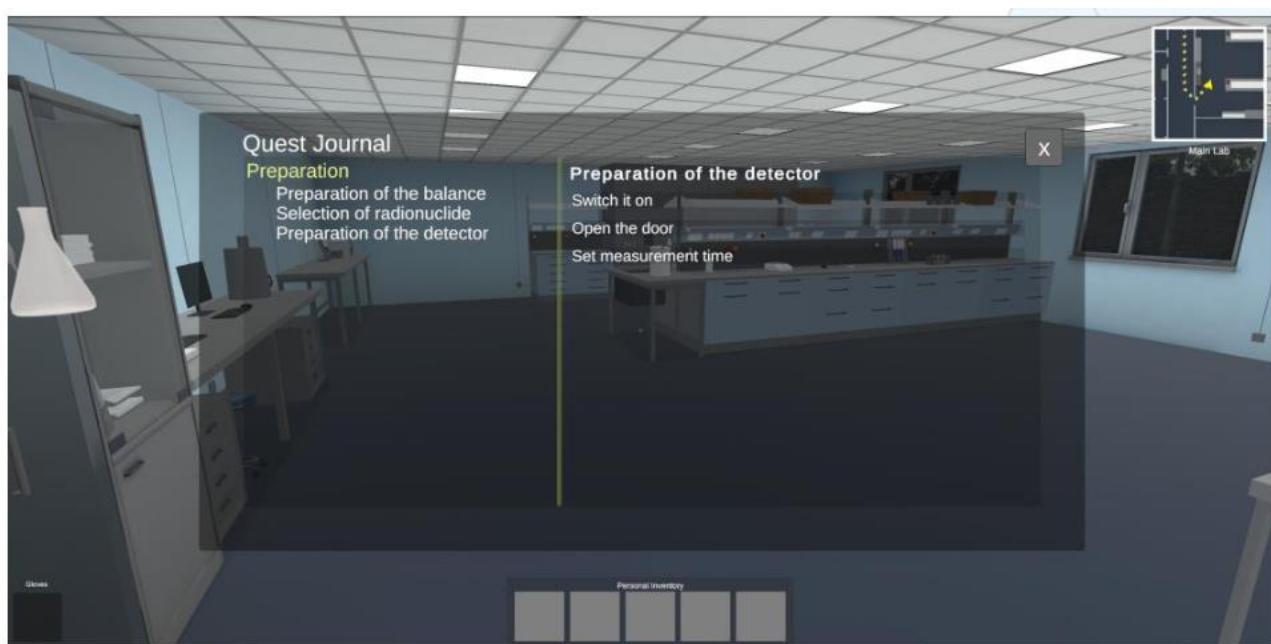 Quest Journal
Preparation
Preparation of the balance
Selection of radionuclide
Preparation of the detector
Preparation of the detector
Switch it on
Open the door
Set measurement time
X
Main Lab
Gloves
Personal Inventory